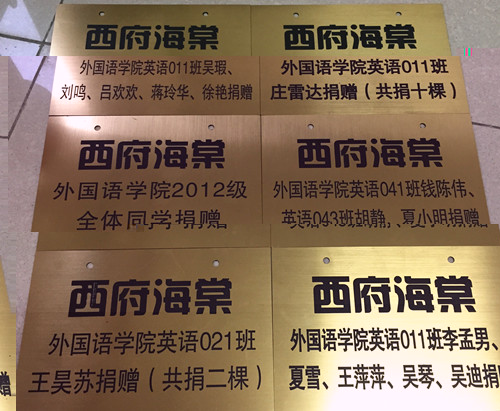 西府海棠
外国语学院英语011班吴瑕、
刘鸣、吕欢欢、蒋玲华、徐艳捐赠
西府海棠
外国语学院英语011班
庄雷达捐赠（共捐十棵）
西府海棠
外国语学院2012级
全体同学捐赠
西府海棠
外国语学院英语041班钱陈伟、
英语043班胡静、夏小明捐赠
西府海棠
外国语学院英语021班
王昊苏捐赠（共捐二棵）
西府海棠
外国语学院英语011班李孟男、
夏雪、王萍萍、吴琴、吴迪捐
赠